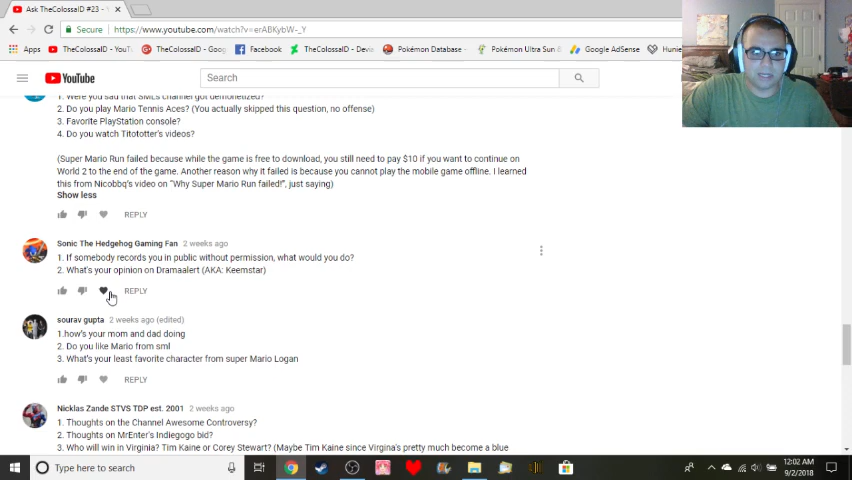 Ask TheColossalD #23 -
Secure
https://www.youtube.com/watch?v=erABKybW-_Y
Apps
TheColossalD - YouT
TheColossalD - Goog
Facebook
TheColossalD - Devia
Pokémon Database -
Pokémon Ultra Sun &
Google AdSense
Hunie
YouTube
Search
1. Were you sad that SML's channel got demonetized?
2. Do you play Mario Tennis Aces? (You actually skipped this question, no offense)
3. Favorite PlayStation console?
4. Do you watch Titototter's videos?
(Super Mario Run failed because while the game is free to download, you still need to pay $10 if you want to continue on
World 2 to the end of the game. Another reason why it failed is because you cannot play the mobile game offline. I learned
this from Nicobbq's video on "Why Super Mario Run failed!", just saying)
Show less
REPLY
Sonic The Hedgehog Gaming Fan 2 weeks ago
1. If somebody records you in public without permission, what would you do?
2. What's your opinion on Dramaalert (AKA: Keemstar)
REPLY
sourav gupta 2 weeks ago (edited)
1.how's your mom and dad doing
2. Do you like Mario from sml
3. What's your least favorite character from super Mario Logan
REPLY
Nicklas Zande STVS TDP est. 2001 2 weeks ago
1. Thoughts on the Channel Awesome Controversy?
2. Thoughts on MrEnter's Indiegogo bid?
3. Who will win in Virginia? Tim Kaine or Corey Stewart? (Maybe Tim Kaine since Virgina's pretty much become a blue
Type here to search
12:02 AM
9/2/2018